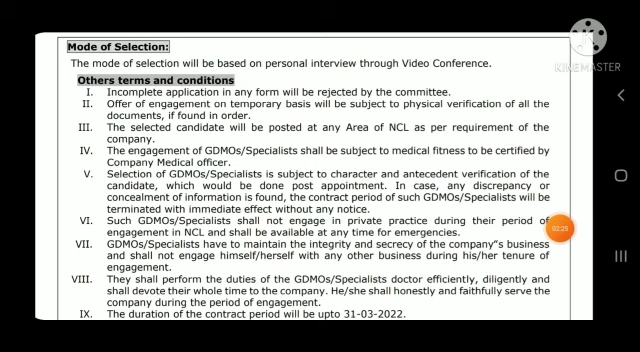 Mode of Selection:
The mode of selection will be based on personal interview through Video Conference.
Others terms and conditions
I. Incomplete application in any form will be rejected by the committee.
II. Offer of engagement on temporary basis will be subject to physical verification of all the
documents, if found in order.
III. The selected candidate will be posted at any Area of NCL as per requirement of the
company.
IV. The engagement of GDMOs/Specialists shall be subject to medical fitness to be certified by
Company Medical officer.
V. Selection of GDMOs/Specialists is subject to character and antecedent verification of the
candidate, which would be done post appointment. In case, any discrepancy or
concealment of information is found, the contract period of such GDMOs/Specialists will be
terminated with immediate effect without any notice.
VI. Such GDMOs/Specialists shall not engage in private practice during their period of
engagement in NCL and shall be available at any time for emergencies.
VII. GDMOs/Specialists have to maintain the integrity and secrecy of the company"s business
and shall not engage himself/herself with any other business during his/her tenure of
engagement.
VIII. They shall perform the duties of the GDMOs/Specialists doctor efficiently, diligently and
shall devote their whole time to the company. He/she shall honestly and faithfully serve the
company during the period of engagement.
IX. The duration of the contract period will be upto 31-03-2022.
KINEMASTER
02:25